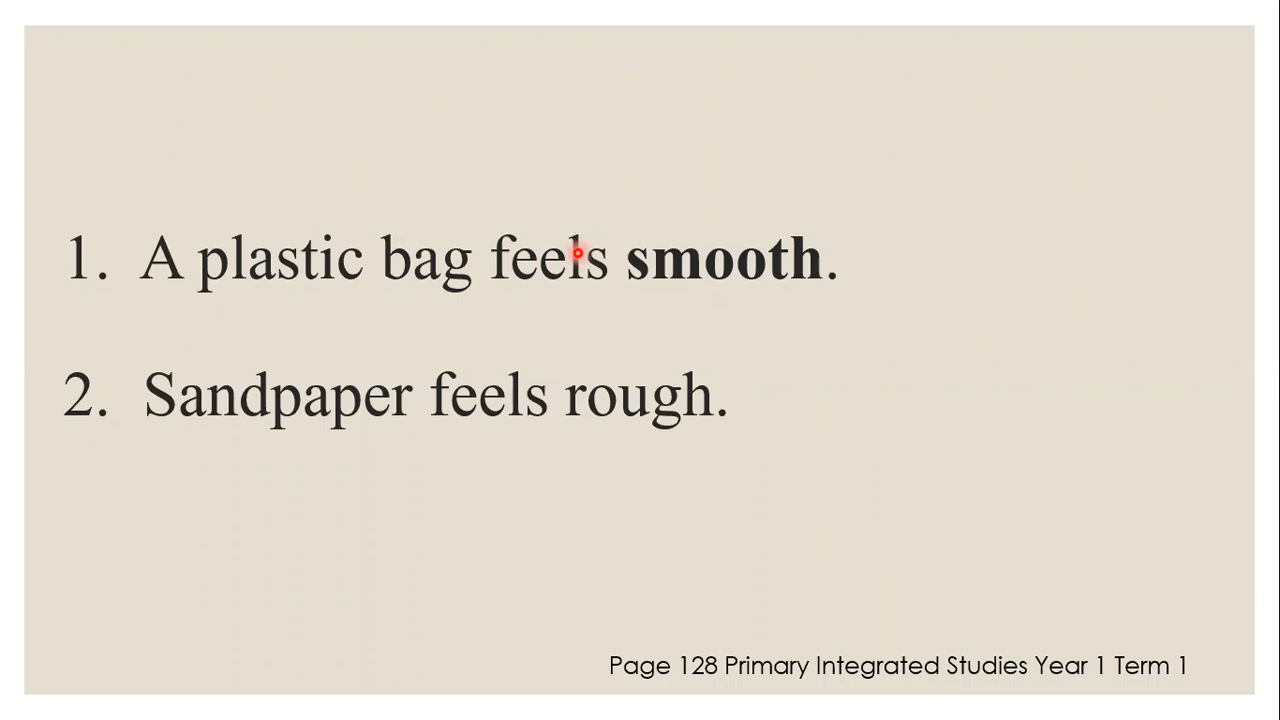 1. A plastic bag feels smooth.
2. Sandpaper feels rough.
Page 128 Primary Integrated Studies Year 1 Term 1